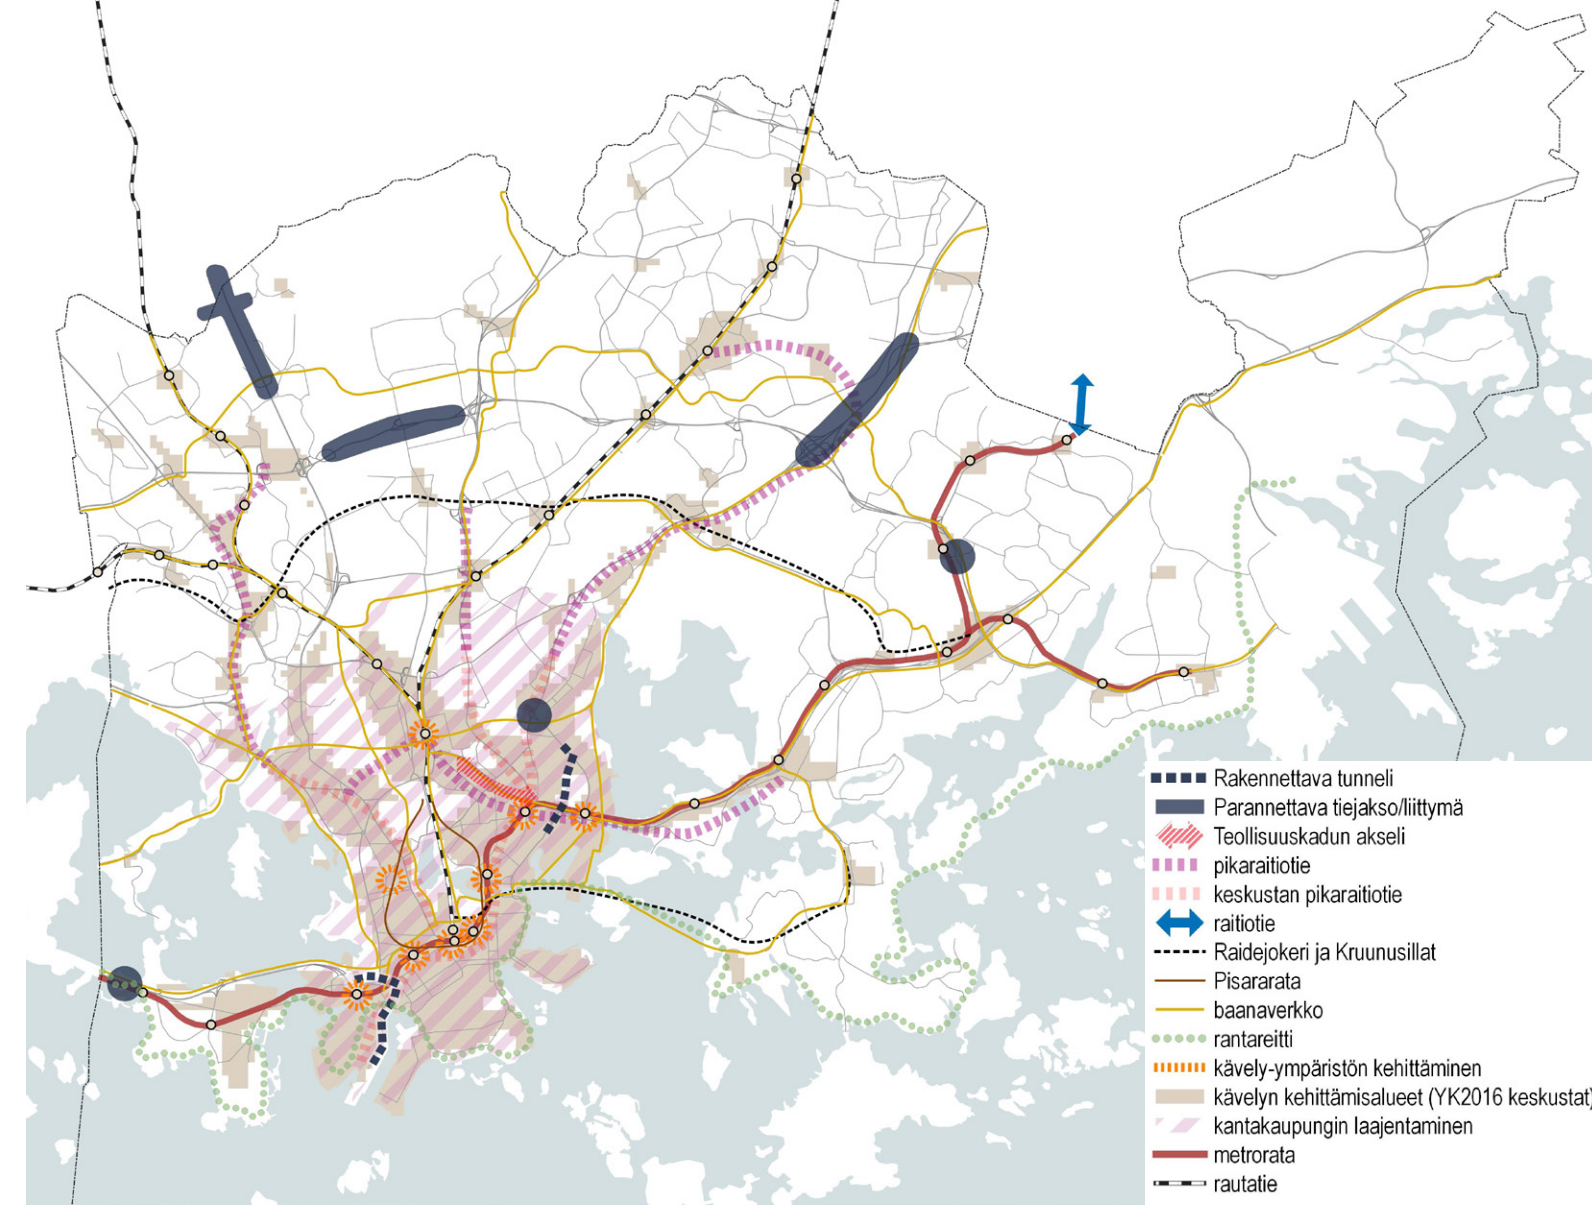 Rakennettava tunneli
Parannettava tiejakso/liittymä
Teollisuuskadun akseli
pikaraitiotie
keskustan pikaraitiotie
raitiotie
Raidejokeri ja Kruunusillat
Pisararata
baanaverkko
rantareitti
kävely-ympäristön kehittäminen
kävelyn kehittämisalueet (YK2016 keskustat)
kantakaupungin laajentaminen
metrorata
rautatie